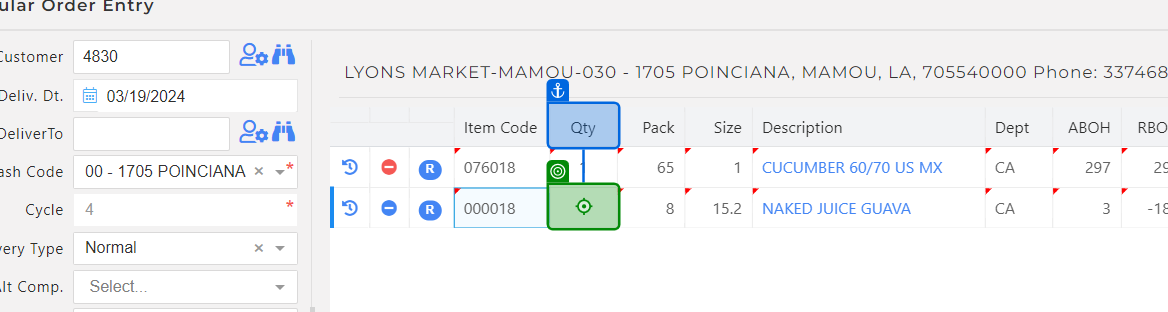 ular Order Entry
Customer 4830
Deliv. Dt. 03/19/2024
DeliverTo
ash Code 00 - 1705 POINCIANA × *
Cycle 4 *
very Type Normal ×
Alt Comp. Select...
LYONS MARKET-MAMOU-030 - 1705 POINCIANA, MAMOU, LA, 705540000 Phone: 337468
Item Code Qty Pack Size Description Dept ABOH RBO
R 076018 65 1 CUCUMBER 60/70 US MX CA 297 29
R 000018 8 15.2 NAKED JUICE GUAVA CA 3 -18